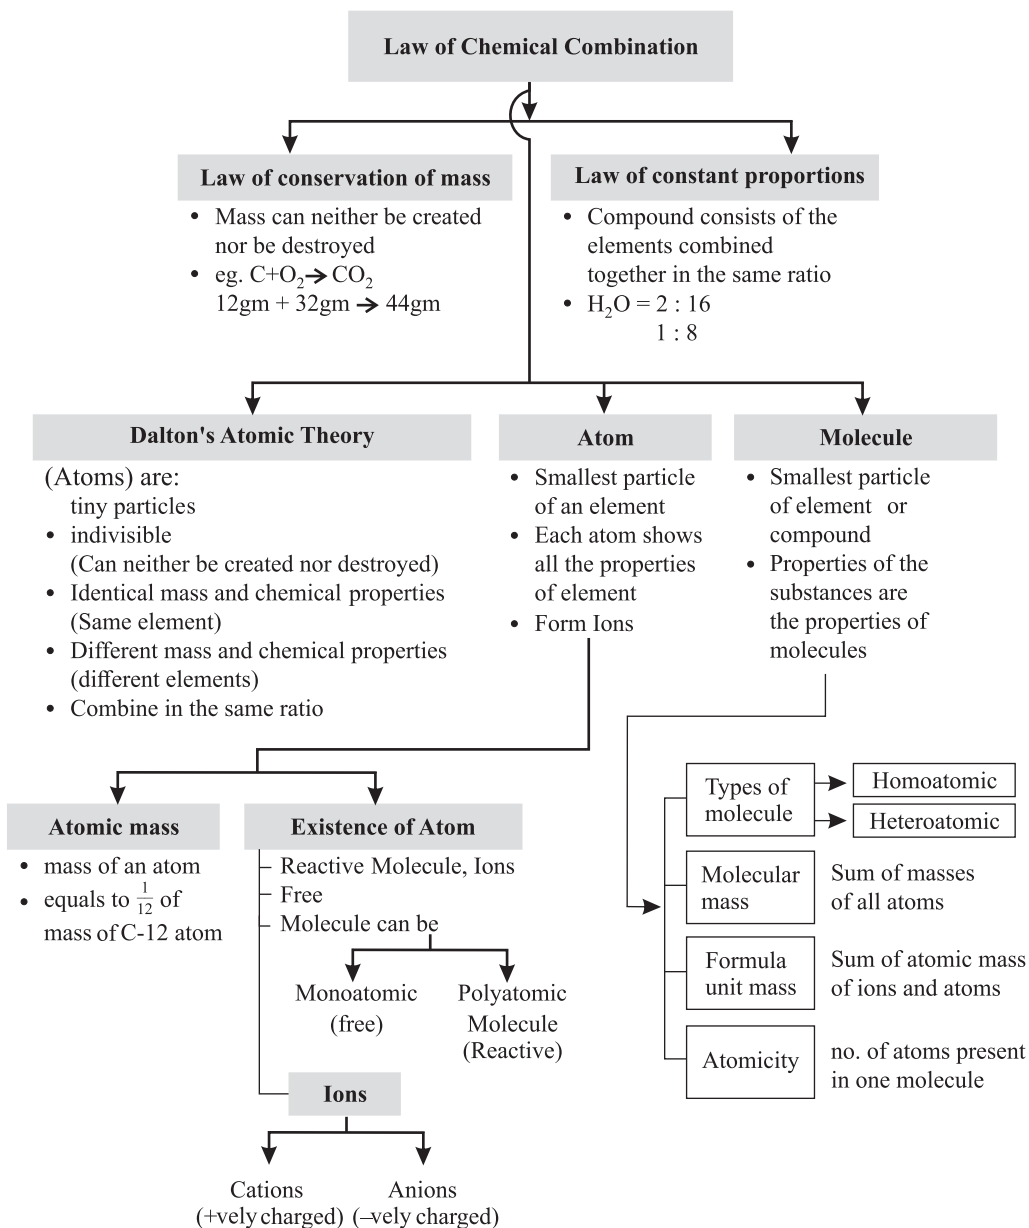 Law of Chemical Combination
Law of conservation of mass
• Mass can neither be created
nor be destroyed
• eg. C+O₂➔ CO₂
12gm + 32gm ➔ 44gm
Law of constant proportions
• Compound consists of the
elements combined
together in the same ratio
• H₂O = 2 : 16
1 : 8
Dalton's Atomic Theory
(Atoms) are:
tiny particles
• indivisible
(Can neither be created nor destroyed)
• Identical mass and chemical properties
(Same element)
• Different mass and chemical properties
(different elements)
• Combine in the same ratio
Atom
• Smallest particle
of an element
• Each atom shows
all the properties
of element
• Form Ions
Molecule
• Smallest particle
of element or
compound
• Properties of the
substances are
the properties of
molecules
Atomic mass
• mass of an atom
• equals to 1/12 of
mass of C-12 atom
Existence of Atom
Reactive Molecule, Ions
Free
Molecule can be
Monoatomic
(free)
Polyatomic
Molecule
(Reactive)
Ions
Cations
(+vely charged)
Anions
(–vely charged)
Types of
molecule
Homoatomic
Heteroatomic
Molecular
mass
Sum of masses
of all atoms
Formula
unit mass
Sum of atomic mass
of ions and atoms
Atomicity
no. of atoms present
in one molecule